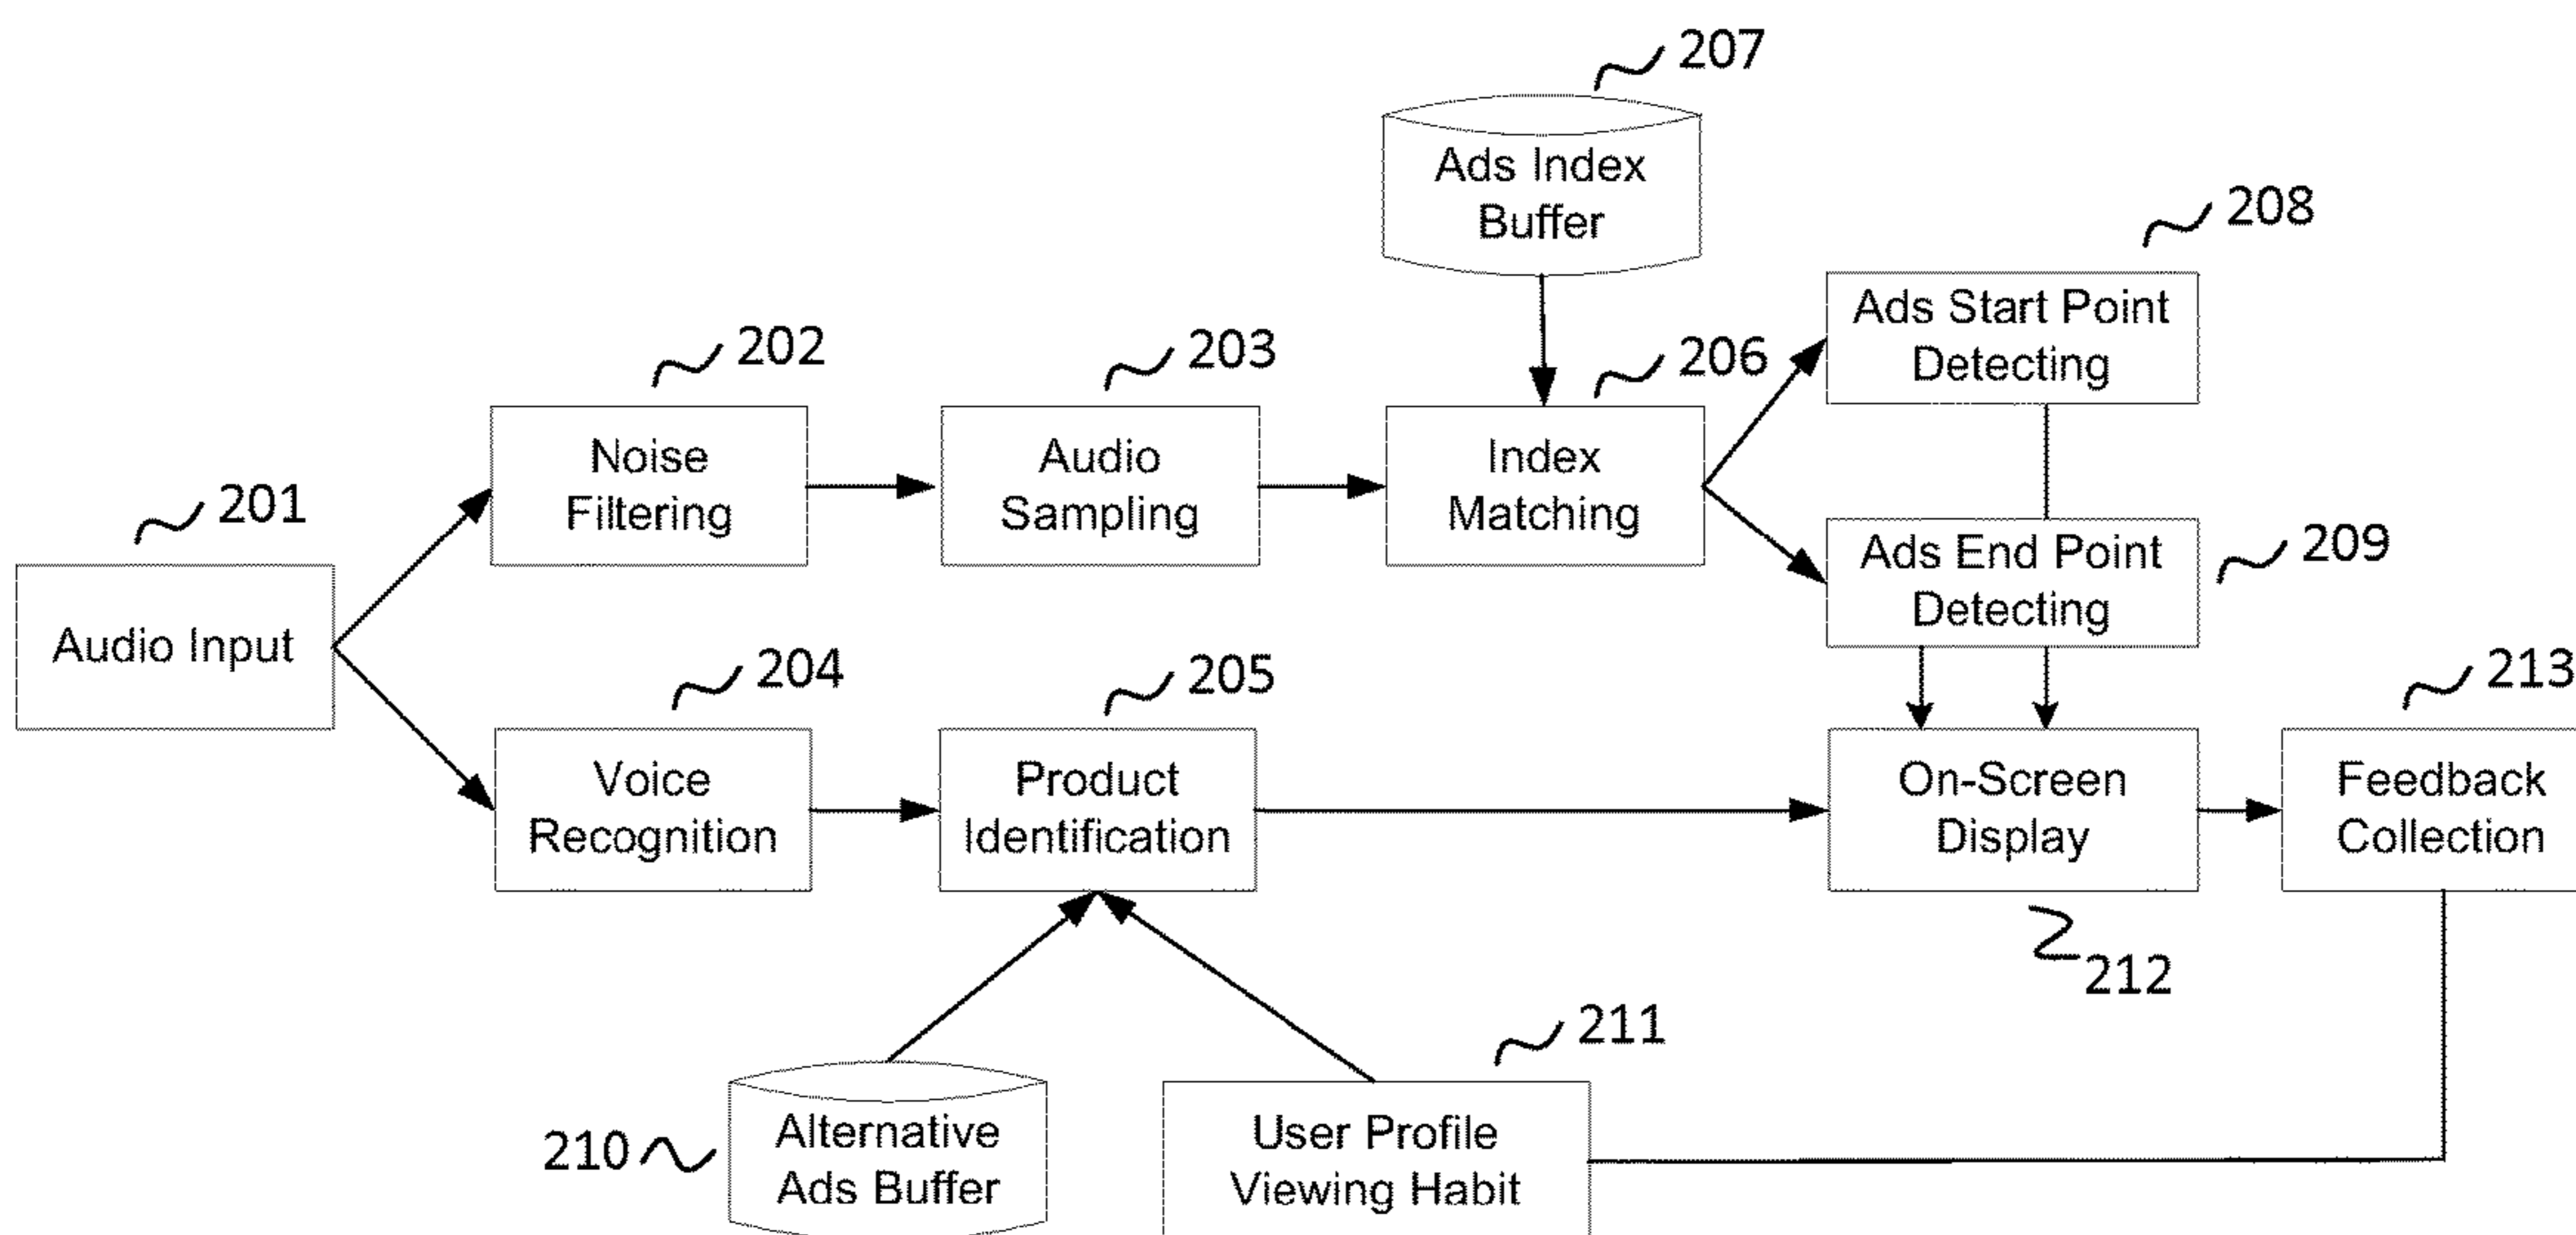 207
Ads Index
Buffer
208
Ads Start Point
Detecting
202
Noise
Filtering
203
Audio
Sampling
206
Index
Matching
201
Audio Input
Ads End Point
Detecting
209
204
Voice
Recognition
205
Product
Identification
On-Screen
Display
212
213
Feedback
Collection
210
Alternative
Ads Buffer
211
User Profile
Viewing Habit